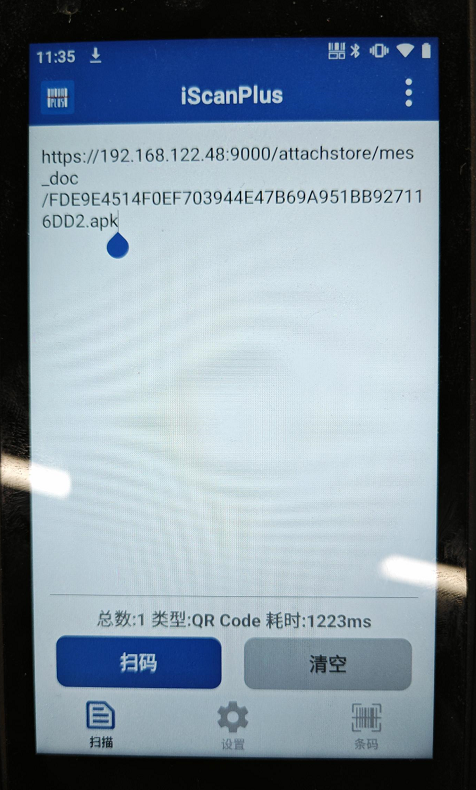 11:35
iScanPlus
https://192.168.122.48:9000/attachstore/mes
_doc
/FDE9E4514F0EF703944E47B69A951BB92711
6DD2.apk
总数:1 类型:QR Code 耗时:1223ms
扫码 清空
扫描 设置 条码